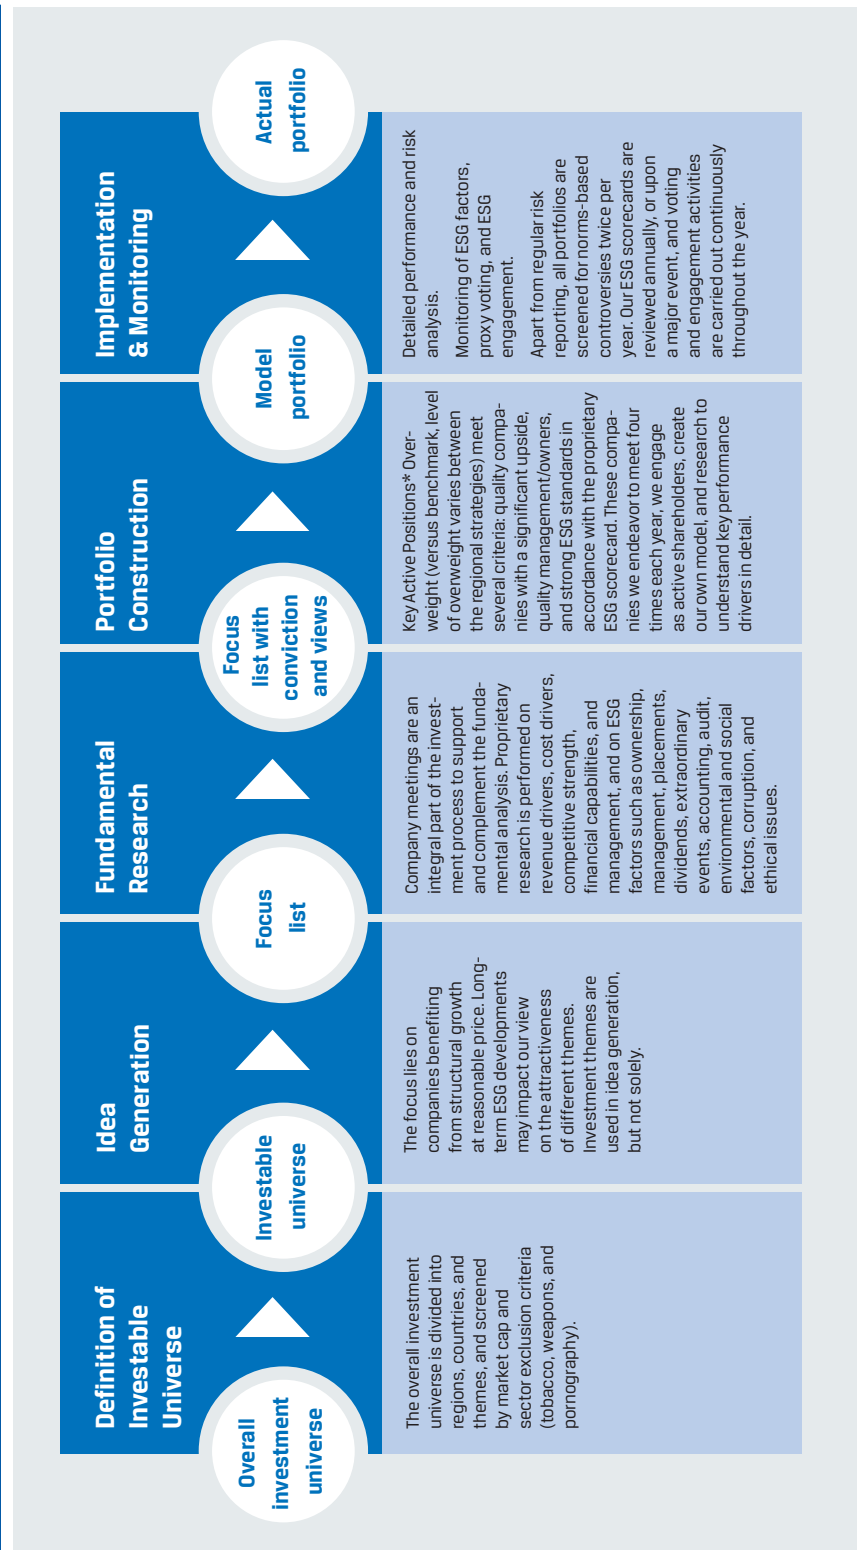 Definition of
Investable
Universe
Idea
Generation
Fundamental
Research
Portfolio
Construction
Implementation
& Monitoring
Overall
investment
universe
Investable
universe
Focus
list
Focus
list with
conviction
and views
Model
portfolio
Actual
portfolio
The overall investment
universe is divided into
regions, countries, and
themes, and screened
by market cap and
sector exclusion criteria
(tobacco, weapons, and
pornography).
The focus lies on
companies benefiting
from structural growth
at reasonable price. Long-
term ESG developments
may impact our view
on the attractiveness
of different themes.
Investment themes are
used in idea generation,
but not solely.
Company meetings are an
integral part of the invest-
ment process to support
and complement the funda-
mental analysis. Proprietary
research is performed on
revenue drivers, cost drivers,
competitive strength,
financial capabilities, and
management, and on ESG
factors such as ownership,
management, placements,
dividends, extraordinary
events, accounting, audit,
environmental and social
factors, corruption, and
ethical issues.
Key Active Positions* Over-
weight (versus benchmark, level
of overweight varies between
the regional strategies) meet
several criteria: quality compa-
nies with a significant upside,
quality management/owners,
and strong ESG standards in
accordance with the proprietary
ESG scorecard. These compa-
nies we endeavor to meet four
times each year, we engage
as active shareholders, create
our own model, and research to
understand key performance
drivers in detail.
Detailed performance and risk
analysis.
Monitoring of ESG factors,
proxy voting, and ESG
engagement.
Apart from regular risk
reporting, all portfolios are
screened for norms-based
controversies twice per
year. Our ESG scorecards are
reviewed annually, or upon
a major event, and voting
and engagement activities
are carried out continuously
throughout the year.